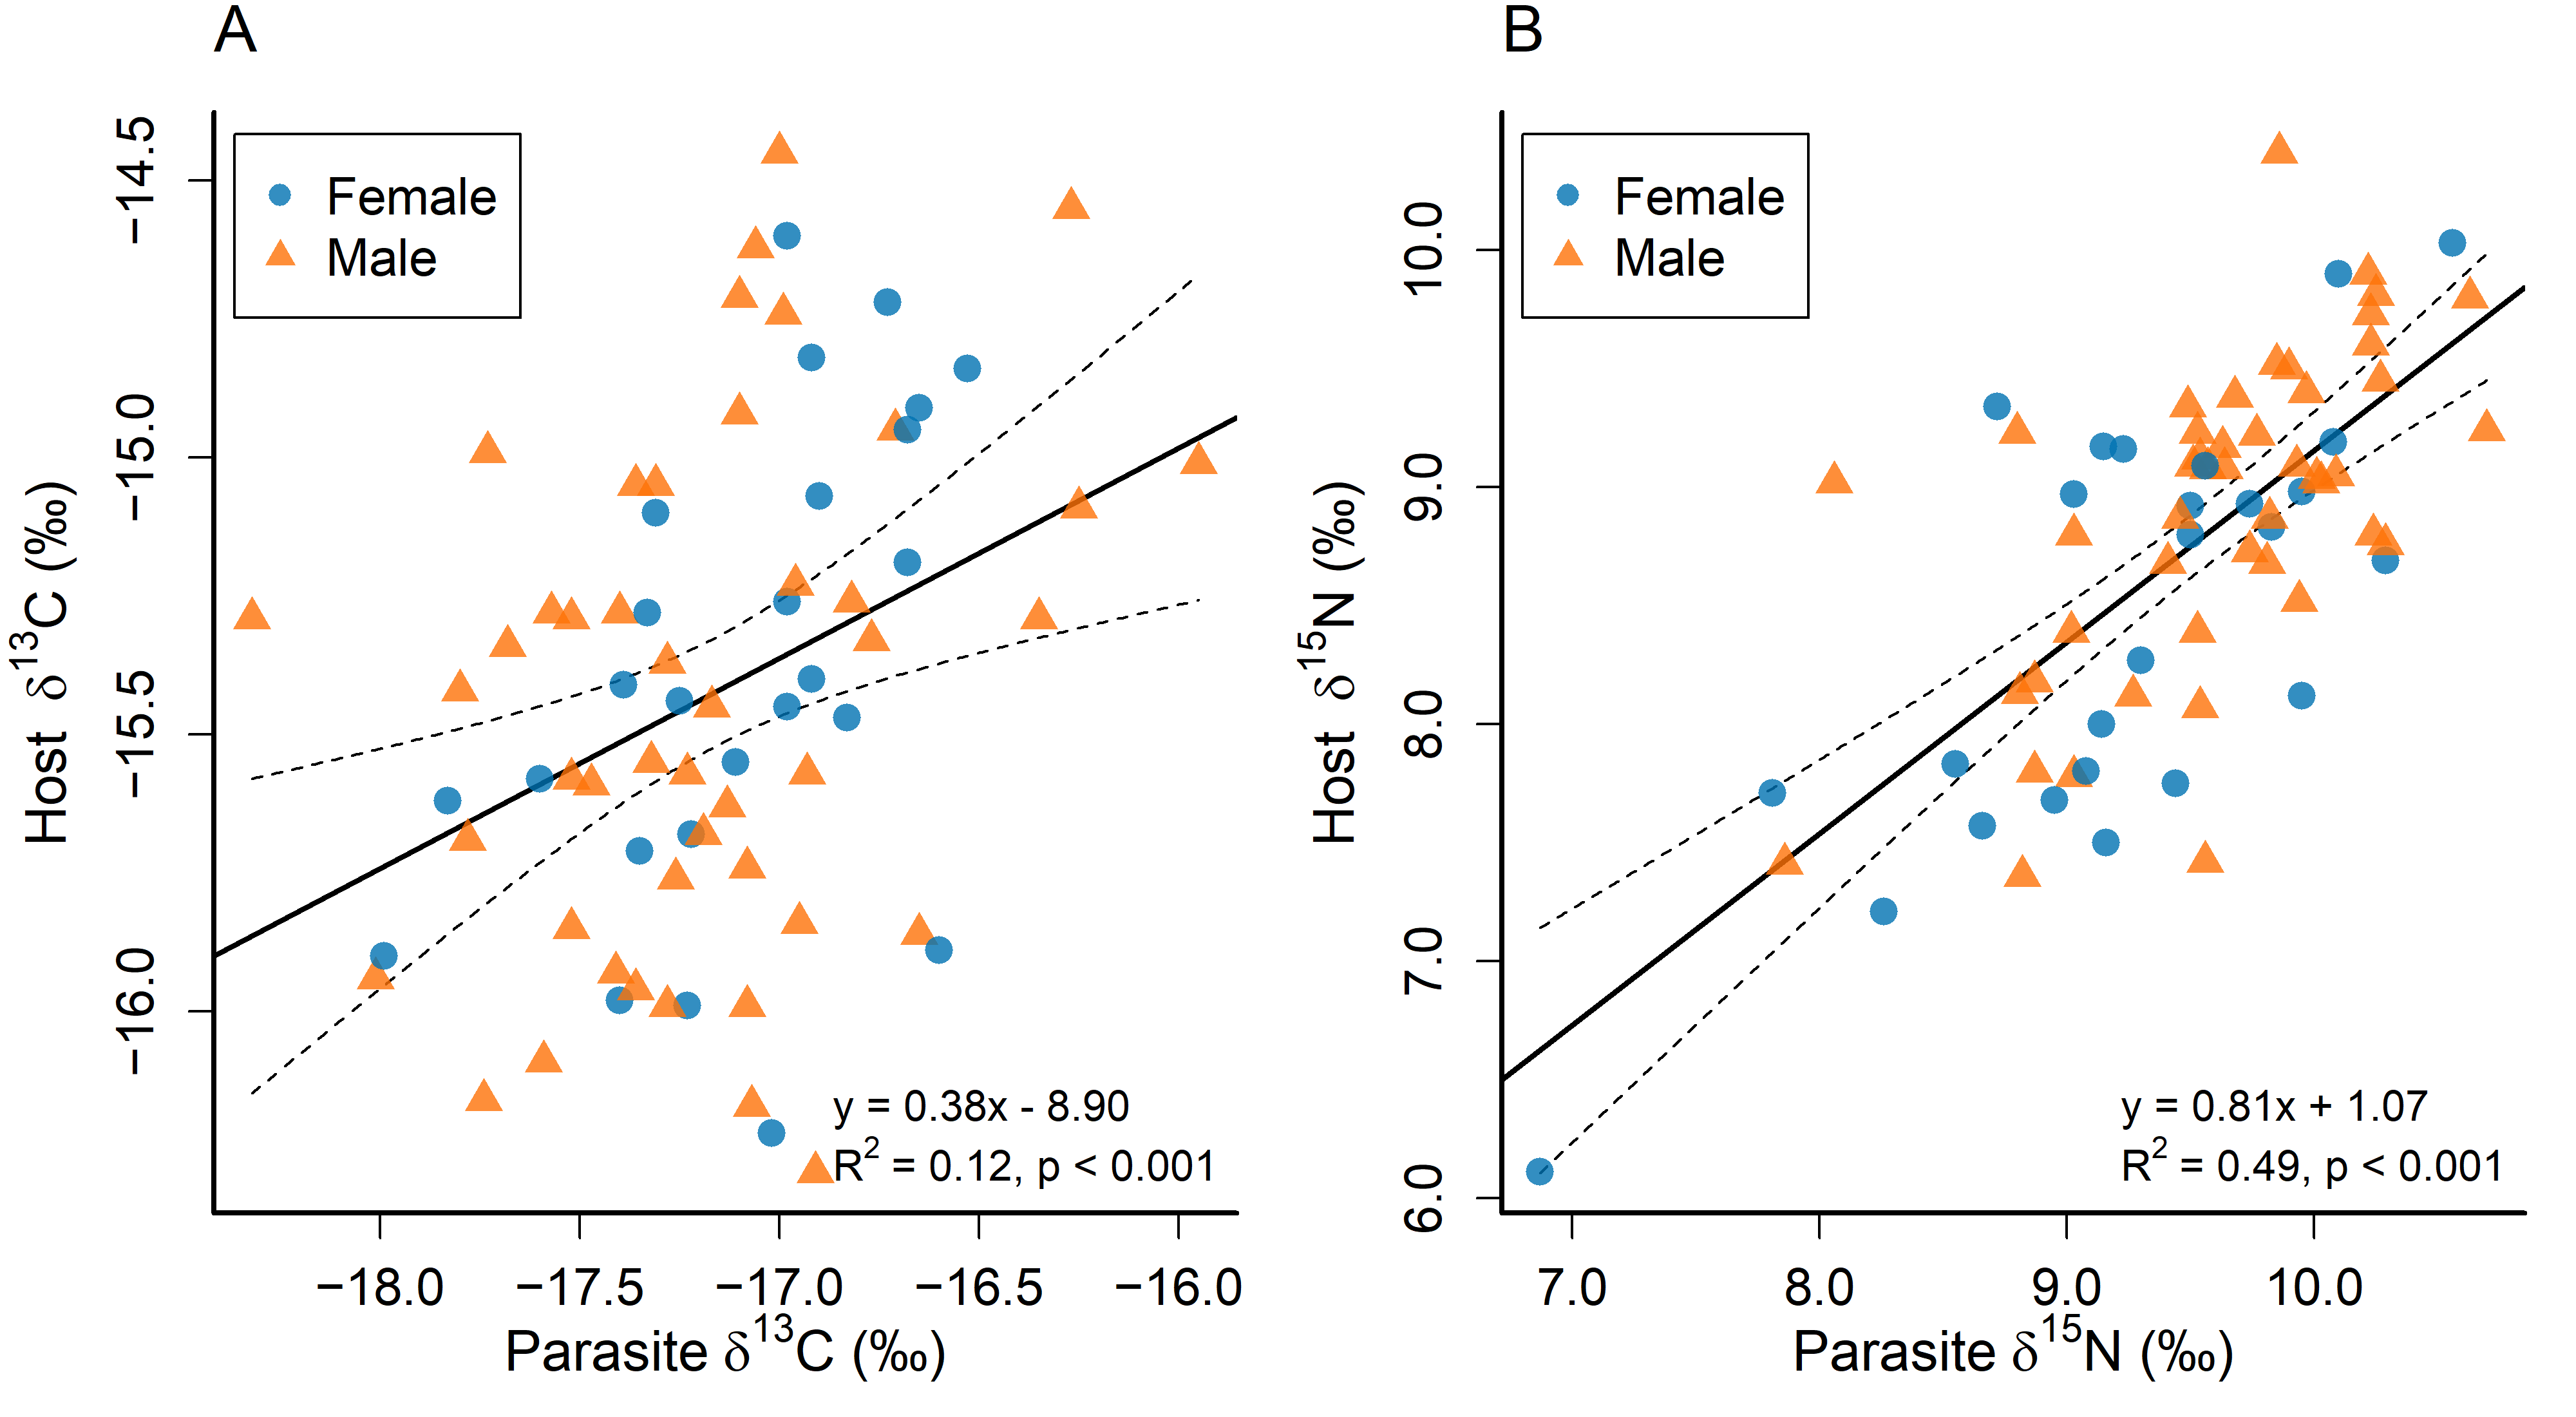 A
−14.5
−15.0
−15.5
−16.0
Host δ¹³C (‰)
Female
Male
y = 0.38x - 8.90
R² = 0.12, p < 0.001
−18.0 −17.5 −17.0 −16.5 −16.0
Parasite δ¹³C (‰)
B
10.0
9.0
8.0
7.0
6.0
Host δ¹⁵N (‰)
Female
Male
y = 0.81x + 1.07
R² = 0.49, p < 0.001
7.0 8.0 9.0 10.0
Parasite δ¹⁵N (‰)